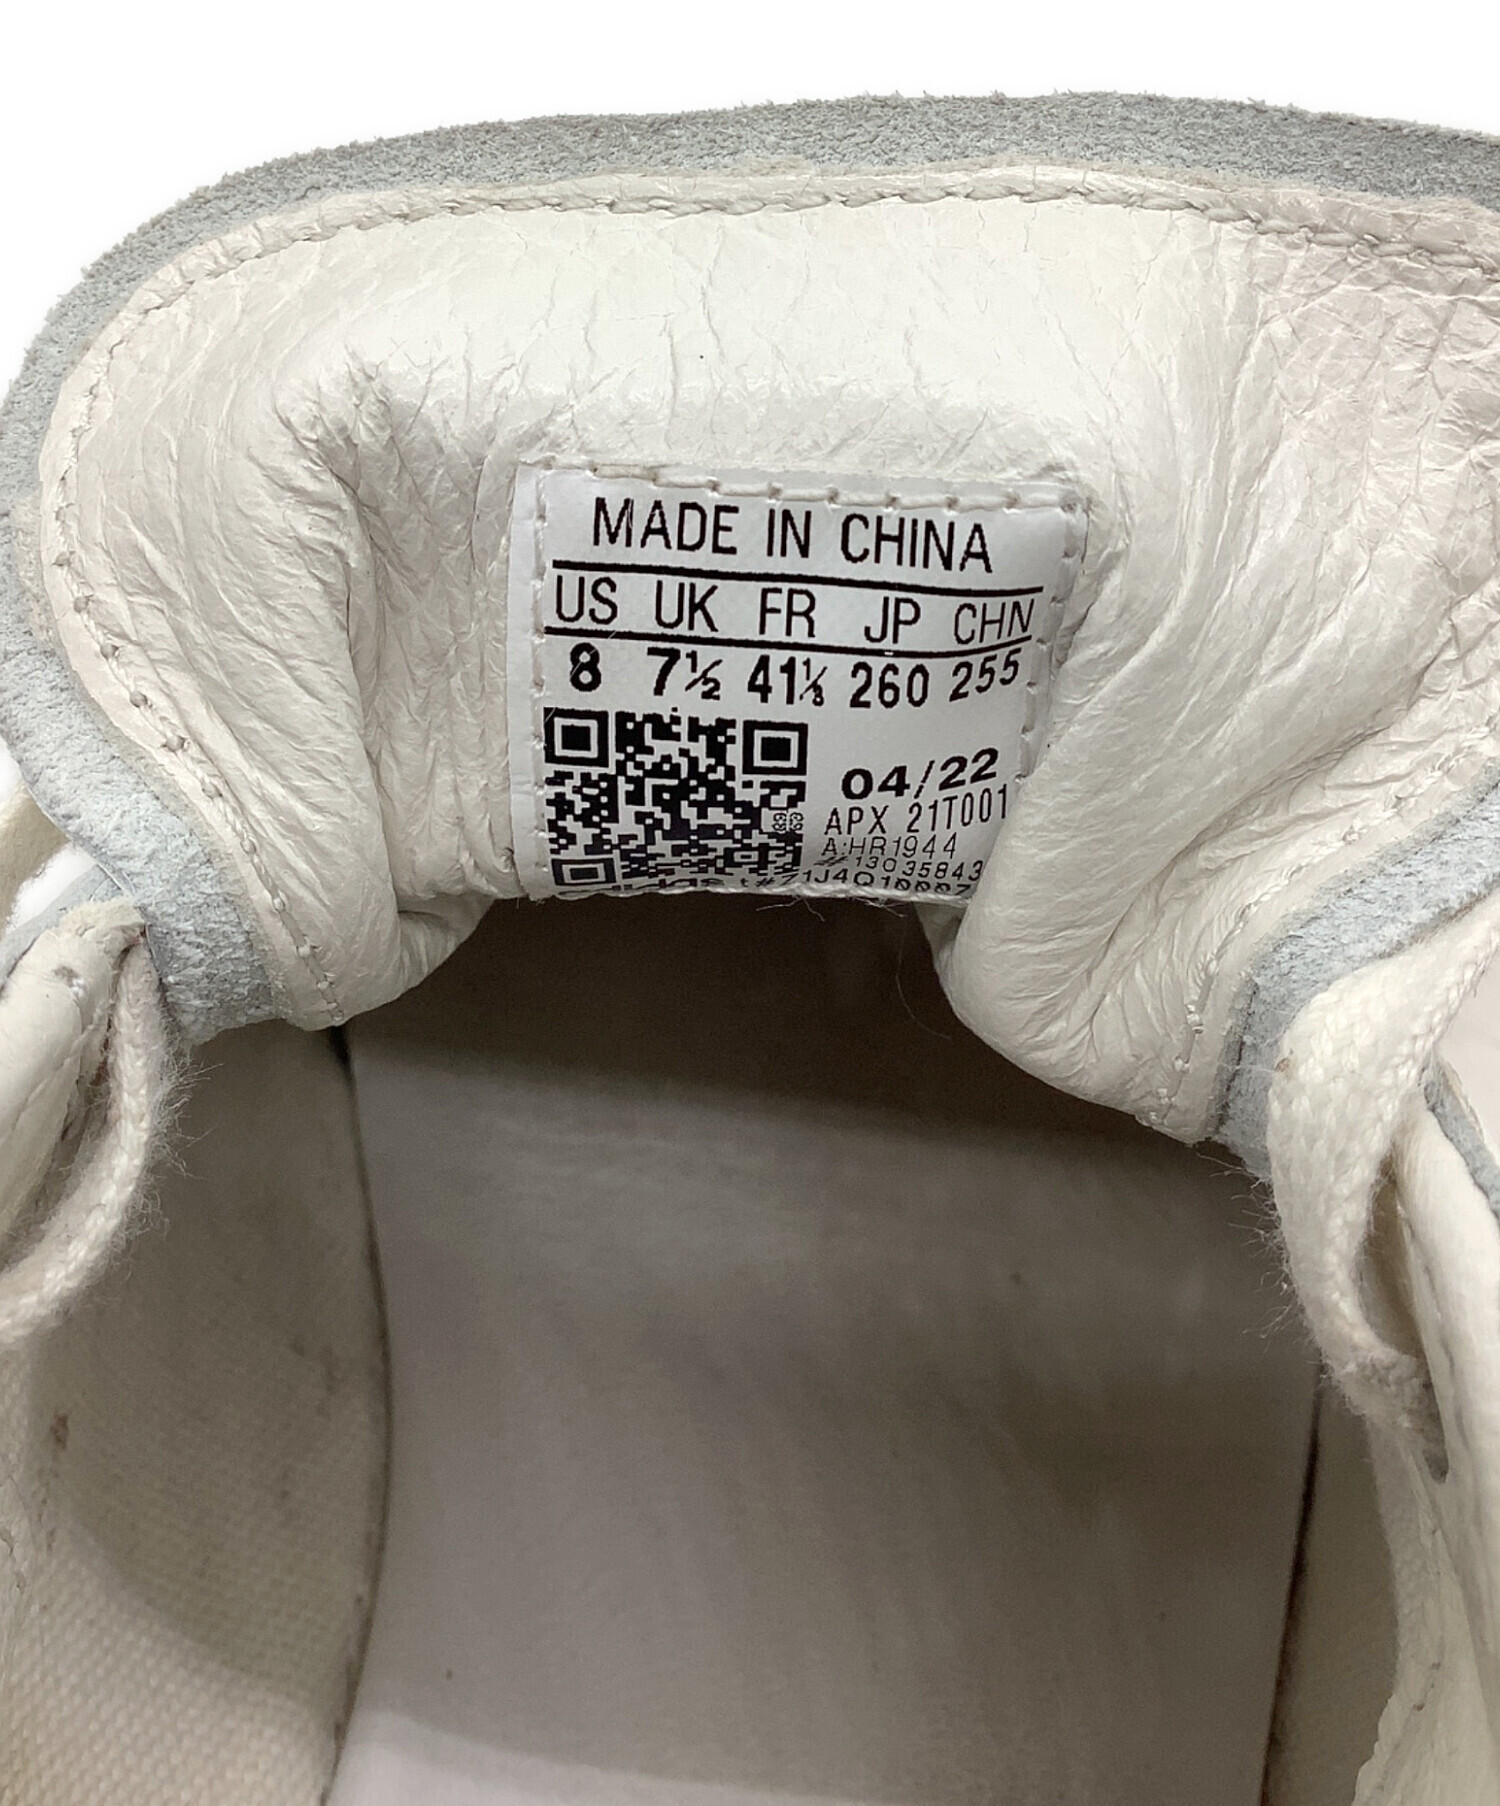 MADE IN CHINA
US UK FR JP CHN
8 7½ 41⅓ 260 255
04/22
APX 21T001
A:HR1944
# 13035843